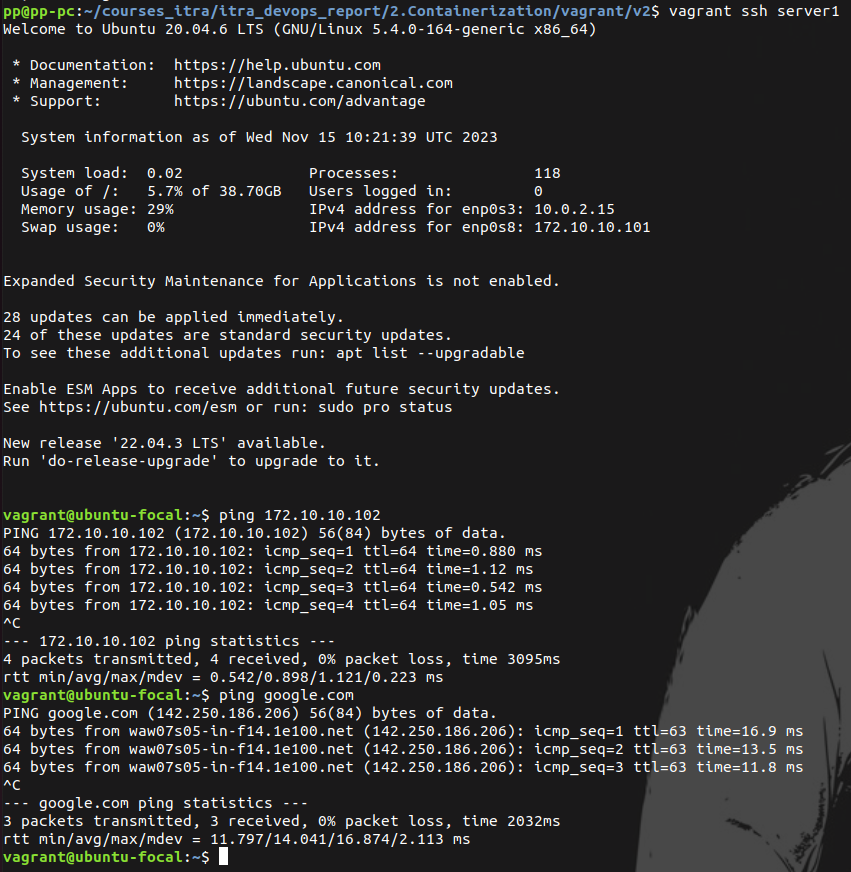 pp@pp-pc:~/courses_itra/itra_devops_report/2.Containerization/vagrant/v2$ vagrant ssh server1
Welcome to Ubuntu 20.04.6 LTS (GNU/Linux 5.4.0-164-generic x86_64)

 * Documentation:  https://help.ubuntu.com
 * Management:     https://landscape.canonical.com
 * Support:        https://ubuntu.com/advantage

  System information as of Wed Nov 15 10:21:39 UTC 2023

  System load:  0.02              Processes:               118
  Usage of /:   5.7% of 38.70GB   Users logged in:         0
  Memory usage: 29%               IPv4 address for enp0s3: 10.0.2.15
  Swap usage:   0%                IPv4 address for enp0s8: 172.10.10.101


Expanded Security Maintenance for Applications is not enabled.

28 updates can be applied immediately.
24 of these updates are standard security updates.
To see these additional updates run: apt list --upgradable

Enable ESM Apps to receive additional future security updates.
See https://ubuntu.com/esm or run: sudo pro status

New release '22.04.3 LTS' available.
Run 'do-release-upgrade' to upgrade to it.


vagrant@ubuntu-focal:~$ ping 172.10.10.102
PING 172.10.10.102 (172.10.10.102) 56(84) bytes of data.
64 bytes from 172.10.10.102: icmp_seq=1 ttl=64 time=0.880 ms
64 bytes from 172.10.10.102: icmp_seq=2 ttl=64 time=1.12 ms
64 bytes from 172.10.10.102: icmp_seq=3 ttl=64 time=0.542 ms
64 bytes from 172.10.10.102: icmp_seq=4 ttl=64 time=1.05 ms
^C
--- 172.10.10.102 ping statistics ---
4 packets transmitted, 4 received, 0% packet loss, time 3095ms
rtt min/avg/max/mdev = 0.542/0.898/1.121/0.223 ms
vagrant@ubuntu-focal:~$ ping google.com
PING google.com (142.250.186.206) 56(84) bytes of data.
64 bytes from waw07s05-in-f14.1e100.net (142.250.186.206): icmp_seq=1 ttl=63 time=16.9 ms
64 bytes from waw07s05-in-f14.1e100.net (142.250.186.206): icmp_seq=2 ttl=63 time=13.5 ms
64 bytes from waw07s05-in-f14.1e100.net (142.250.186.206): icmp_seq=3 ttl=63 time=11.8 ms
^C
--- google.com ping statistics ---
3 packets transmitted, 3 received, 0% packet loss, time 2032ms
rtt min/avg/max/mdev = 11.797/14.041/16.874/2.113 ms
vagrant@ubuntu-focal:~$